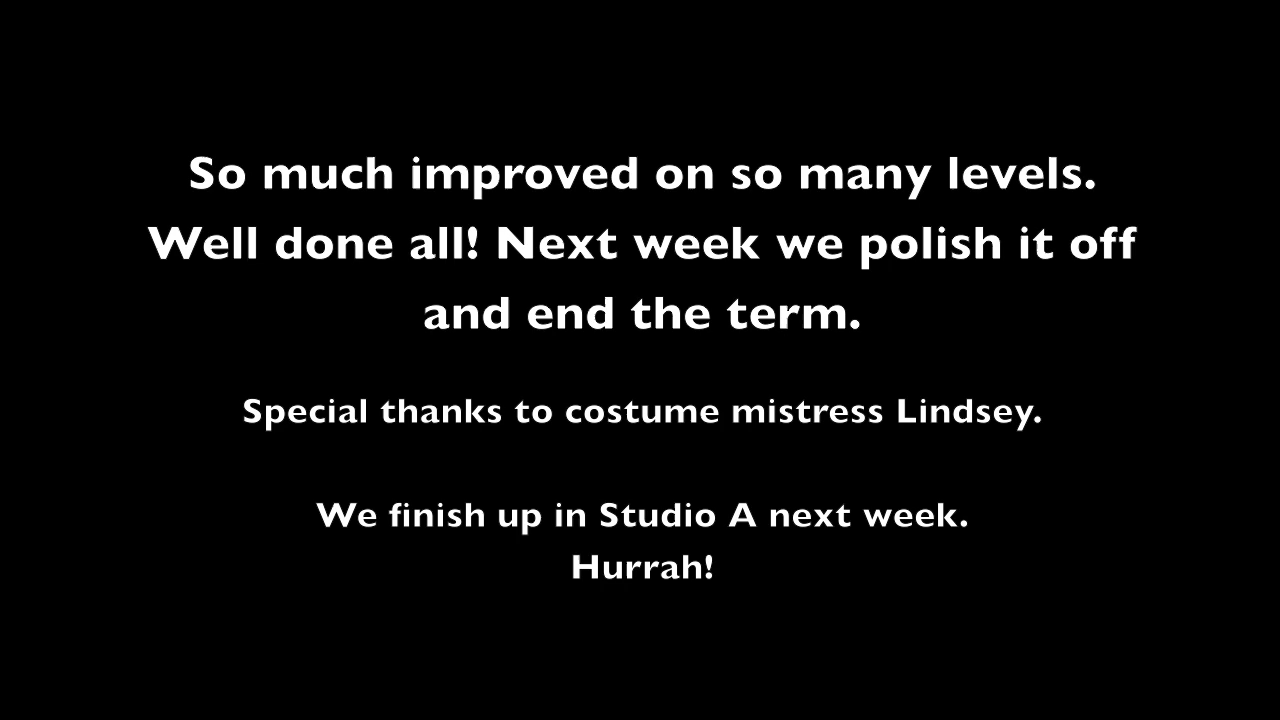 So much improved on so many levels.
Well done all! Next week we polish it off
and end the term.
Special thanks to costume mistress Lindsey.
We finish up in Studio A next week.
Hurrah!